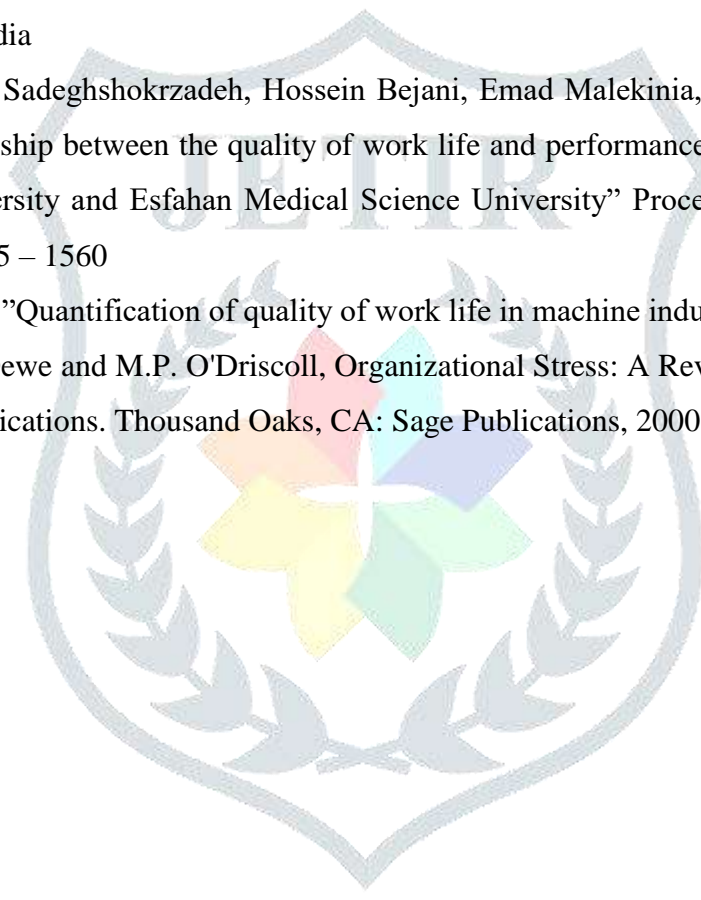 dia
Sadeghshokrzadeh, Hossein Bejani, Emad Malekinia,
ship between the quality of work life and performance
ersity and Esfahan Medical Science University” Proce
5 – 1560
”Quantification of quality of work life in machine indu
ewe and M.P. O'Driscoll, Organizational Stress: A Rev
ications. Thousand Oaks, CA: Sage Publications, 2000
JETIR